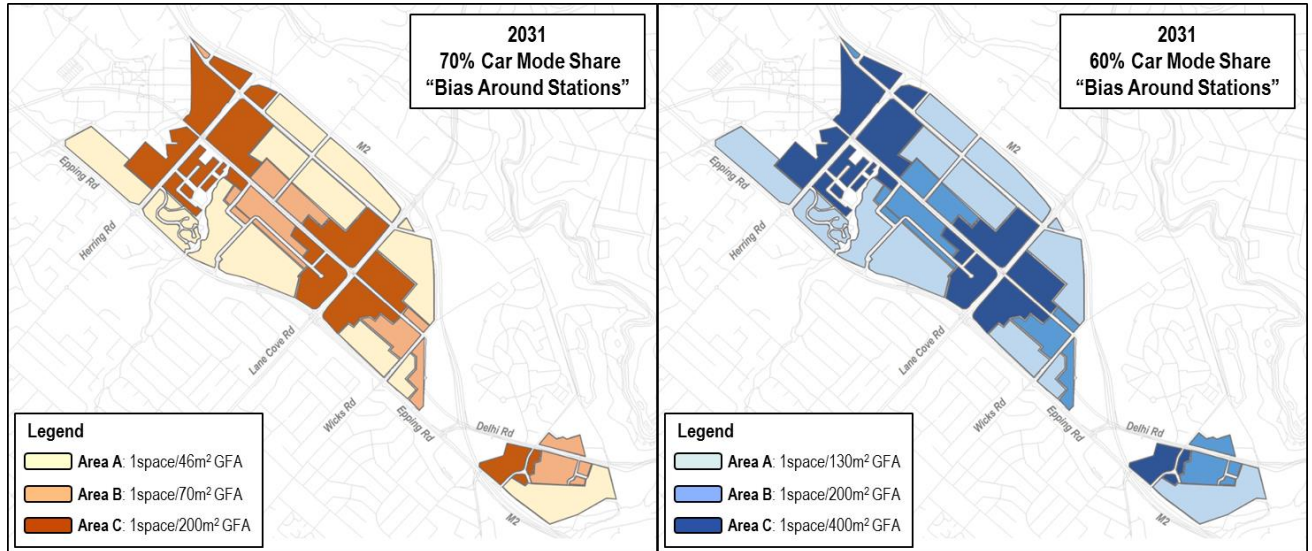 2031
70% Car Mode Share
“Bias Around Stations”
M2
Epping Rd
Herring Rd
Lane Cove Rd
Wicks Rd
Epping Rd
Delhi Rd
M2
Legend
Area A: 1space/46m² GFA
Area B: 1space/70m² GFA
Area C: 1space/200m² GFA
2031
60% Car Mode Share
“Bias Around Stations”
M2
Epping Rd
Herring Rd
Lane Cove Rd
Wicks Rd
Epping Rd
Delhi Rd
M2
Legend
Area A: 1space/130m² GFA
Area B: 1space/200m² GFA
Area C: 1space/400m² GFA